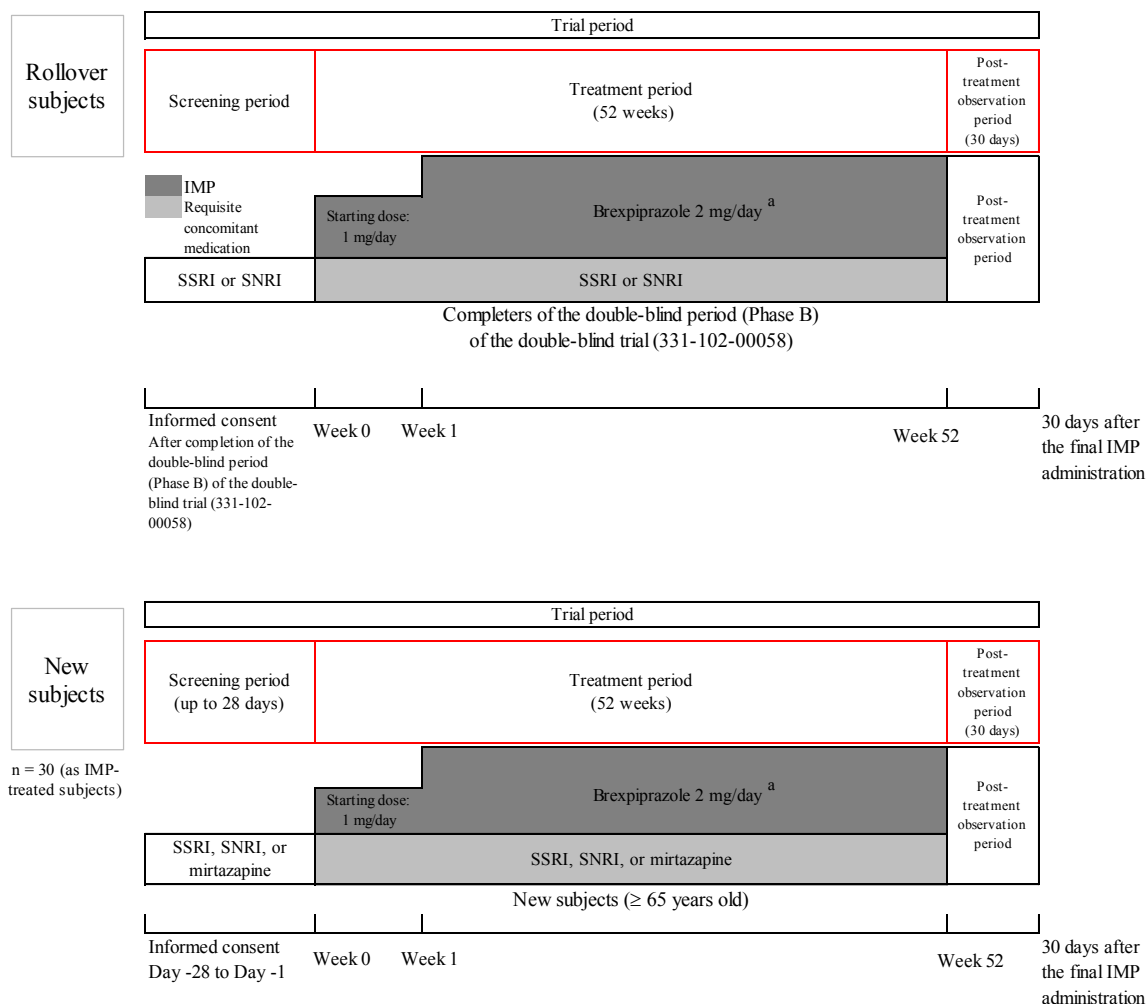 Trial period
Rollover
subjects
Screening period
Treatment period
(52 weeks)
Post-
treatment
observation
period
(30 days)
IMP
Requisite
concomitant
medication
Starting dose:
1 mg/day
Brexpiprazole 2 mg/day a
Post-
treatment
observation
period
SSRI or SNRI
SSRI or SNRI
Completers of the double-blind period (Phase B)
of the double-blind trial (331-102-00058)
Informed consent
After completion of the
double-blind period
(Phase B) of the double-
blind trial (331-102-
00058)
Week 0
Week 1
Week 52
30 days after
the final IMP
administration
Trial period
New
subjects
n = 30 (as IMP-
treated subjects)
Screening period
(up to 28 days)
Treatment period
(52 weeks)
Post-
treatment
observation
period
(30 days)
Starting dose:
1 mg/day
Brexpiprazole 2 mg/day a
Post-
treatment
observation
period
SSRI, SNRI, or
mirtazapine
SSRI, SNRI, or mirtazapine
New subjects (≥ 65 years old)
Informed consent
Day -28 to Day -1
Week 0
Week 1
Week 52
30 days after
the final IMP
administration